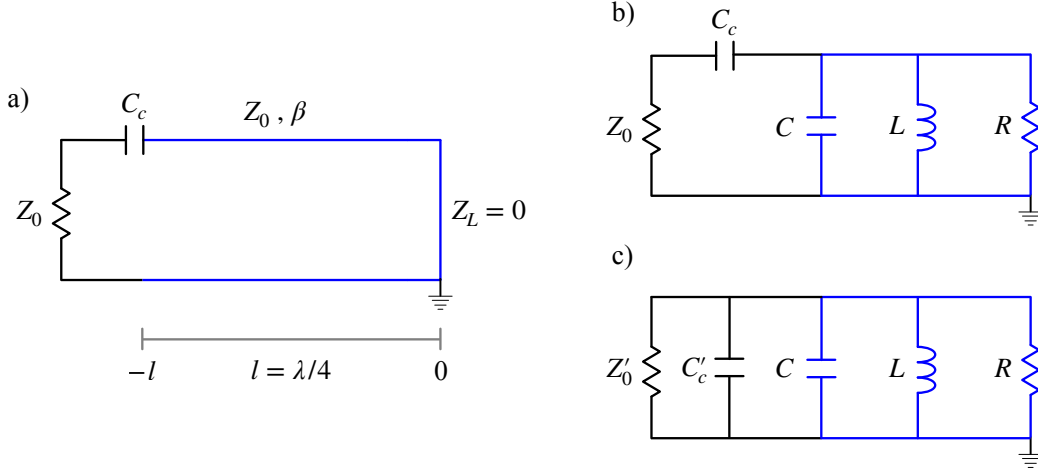 a)
C_c
Z_0 , β
Z_0
Z_L = 0
−l
l = λ/4
0
b)
C_c
Z_0
C
L
R
c)
Z_0′
C_c′
C
L
R